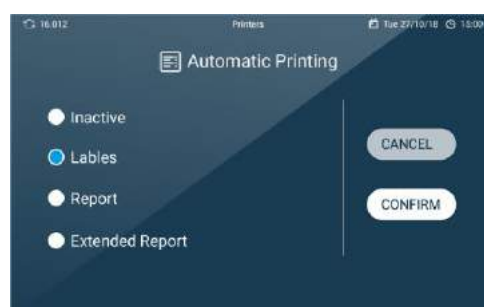 16.012 Printers Tue 27/10/18 15:00
Automatic Printing
Inactive
Lables
Report
Extended Report
CANCEL
CONFIRM